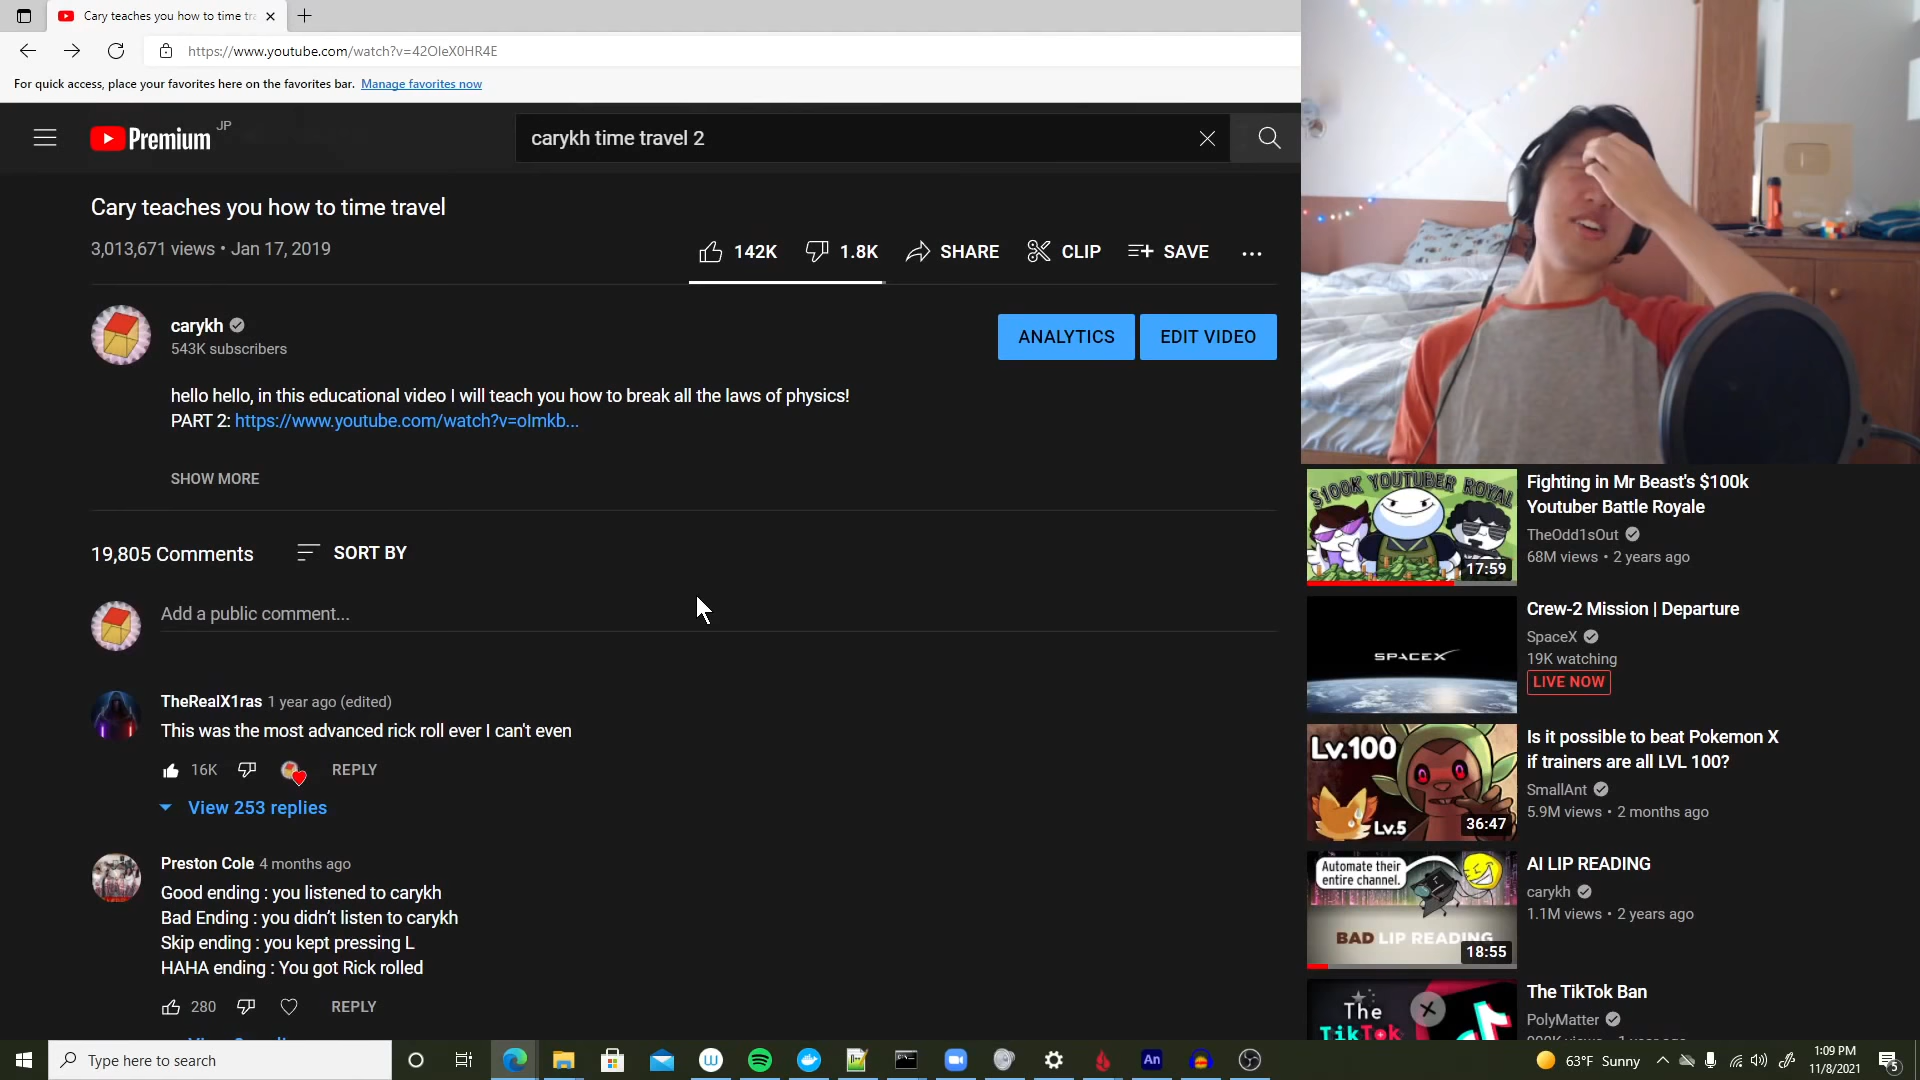 Cary teaches you how to time tra
https://www.youtube.com/watch?v=42OIeX0HR4E
For quick access, place your favorites here on the favorites bar. Manage favorites now
Premium JP
carykh time travel 2
Cary teaches you how to time travel
3,013,671 views • Jan 17, 2019
142K 1.8K SHARE CLIP SAVE
carykh
543K subscribers
ANALYTICS EDIT VIDEO
hello hello, in this educational video I will teach you how to break all the laws of physics!
PART 2: https://www.youtube.com/watch?v=oImkb...
SHOW MORE
19,805 Comments SORT BY
Add a public comment...
TheRealX1ras 1 year ago (edited)
This was the most advanced rick roll ever I can't even
16K REPLY
View 253 replies
Preston Cole 4 months ago
Good ending : you listened to carykh
Bad Ending : you didn't listen to carykh
Skip ending : you kept pressing L
HAHA ending : You got Rick rolled
280 REPLY
$100K YOUTUBER ROYAL
17:59
Fighting in Mr Beast's $100k
Youtuber Battle Royale
TheOdd1sOut
68M views • 2 years ago
SPACEX
Crew-2 Mission | Departure
SpaceX
19K watching
LIVE NOW
Lv.100
Lv.5
36:47
Is it possible to beat Pokemon X
if trainers are all LVL 100?
SmallAnt
5.9M views • 2 months ago
Automate their
entire channel.
BAD LIP READING
18:55
AI LIP READING
carykh
1.1M views • 2 years ago
The
TikTok
The TikTok Ban
PolyMatter
Type here to search
W
An
63°F Sunny
1:09 PM
11/8/2021
5